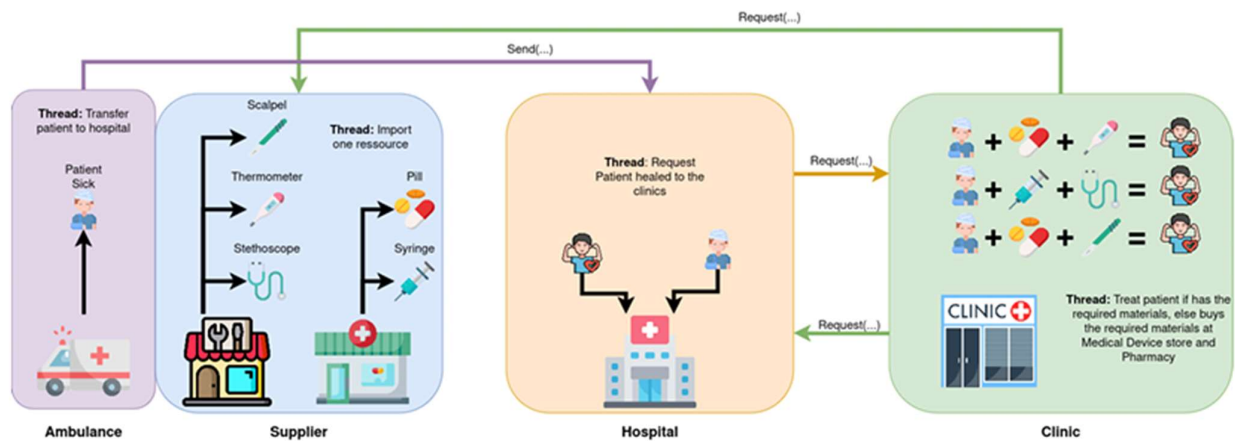 Request(...)
Send(...)
Thread: Transfer
patient to hospital
Patient
Sick
Ambulance
Scalpel
Thread: Import
one ressource
Thermometer
Pill
Stethoscope
Syringe
Supplier
Thread: Request
Patient healed to the
clinics
Hospital
Request(...)
Request(...)
CLINIC
Thread: Treat patient if has the
required materials, else buys
the required materials at
Medical Device store and
Pharmacy
Clinic